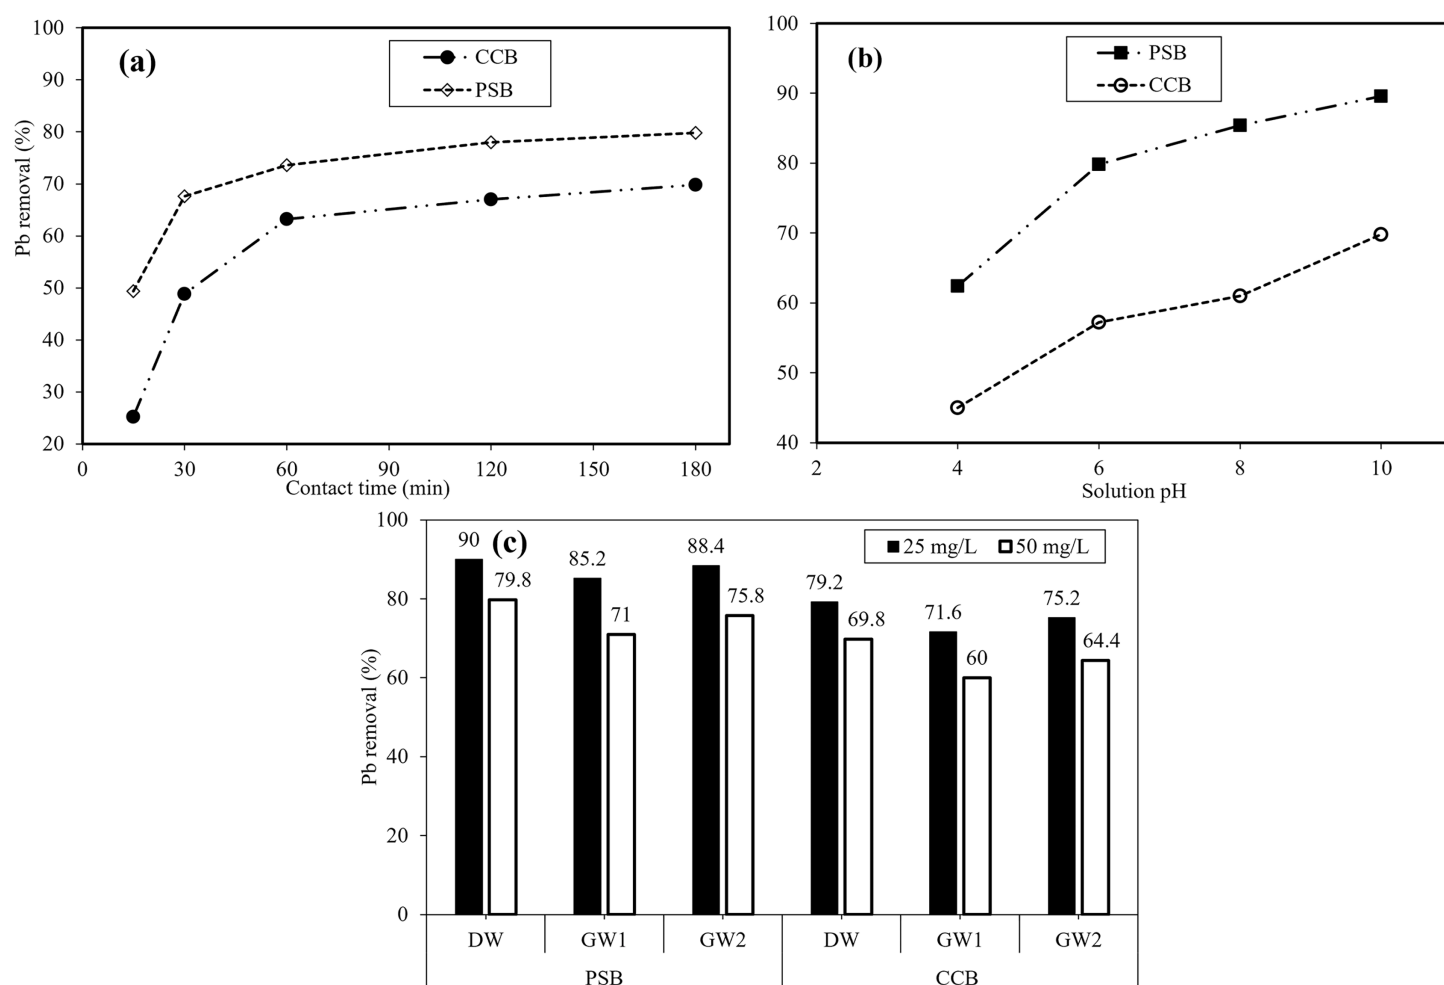 (a)
CCB
PSB
Pb removal (%)
100
90
80
70
60
50
40
30
20
0 30 60 90 120 150 180
Contact time (min)
(b)
PSB
CCB
100
90
80
70
60
50
40
2 4 6 8 10
Solution pH
(c)
25 mg/L 50 mg/L
Pb removal (%)
100
80
60
40
20
0
90 79.8 85.2 71 88.4 75.8 79.2 69.8 71.6 60 75.2 64.4
DW GW1 GW2 DW GW1 GW2
PSB CCB